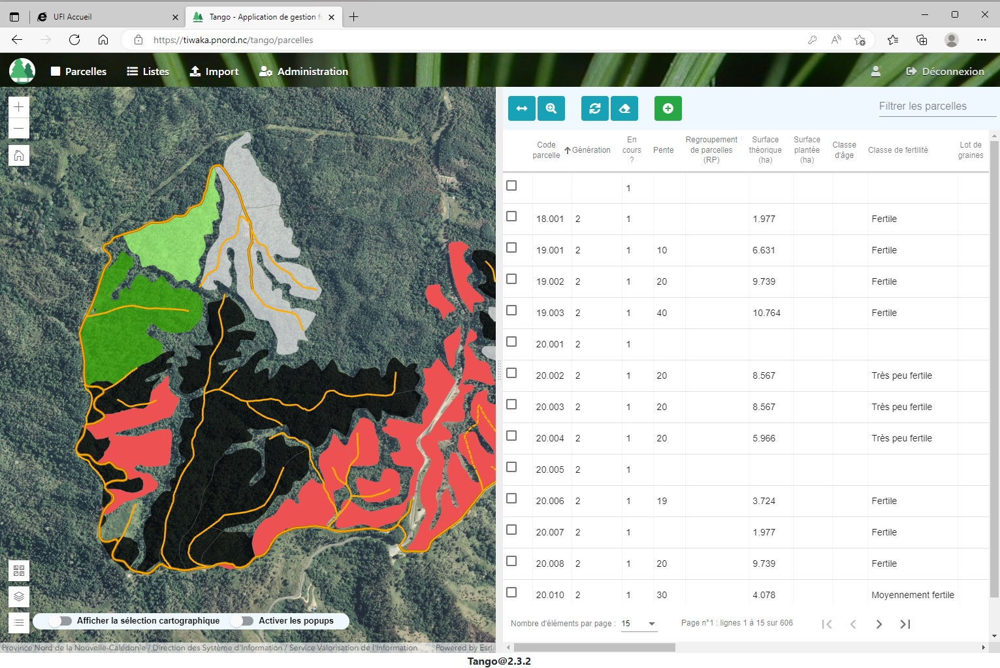 UFI Accueil
Tango - Application de gestion fo
https://tiwaka.pnord.nc/tango/parcelles
Parcelles Listes Import Administration Déconnexion
Filtrer les parcelles
Code parcelle Génération En cours ? Pente Regroupement de parcelles (RP) Surface théorique (ha) Surface plantée (ha) Classe d'âge Classe de fertilité Lot de graines
1
18.001 2 1 1.977 Fertile
19.001 2 1 10 6.631 Fertile
19.002 2 1 20 9.739 Fertile
19.003 2 1 40 10.764 Fertile
20.001 2 1
20.002 2 1 20 8.567 Très peu fertile
20.003 2 1 20 8.567 Très peu fertile
20.004 2 1 20 5.966 Très peu fertile
20.005 2 1
20.006 2 1 19 3.724 Fertile
20.007 2 1 1.977 Fertile
20.008 2 1 20 9.739 Fertile
20.010 2 1 30 4.078 Moyennement fertile
Afficher la sélection cartographique Activer les popups
Nombre d'éléments par page : 15 Page n°1 : lignes 1 à 15 sur 606
Province Nord de la Nouvelle-Calédonie / Direction des Système d'Information / Service Valorisation de l'Information Powered by Esri
Tango@2.3.2